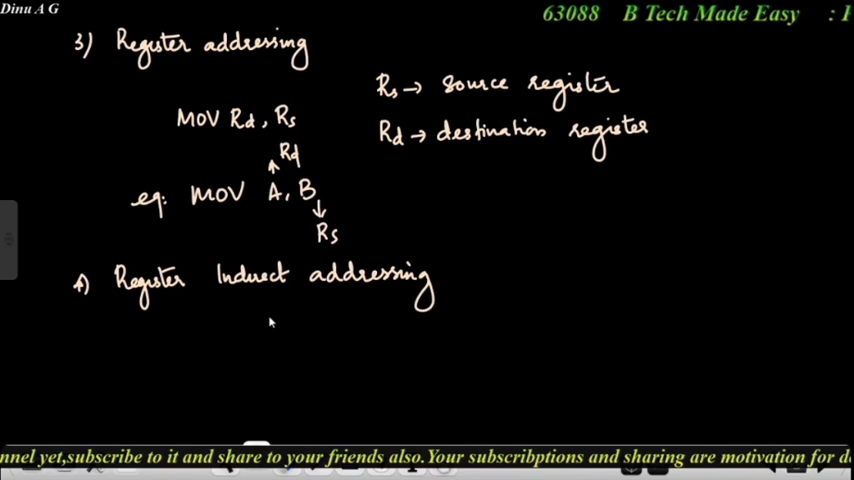 Dinu A G
63088 B Tech Made Easy :
3) Register addressing
Rs → source register
MOV Rd, Rs
Rd → destination register
Rd
eg: MOV A, B
Rs
4) Register Indirect addressing
nnel yet,subscribe to it and share to your friends also.Your subscribptions and sharing are motivation for